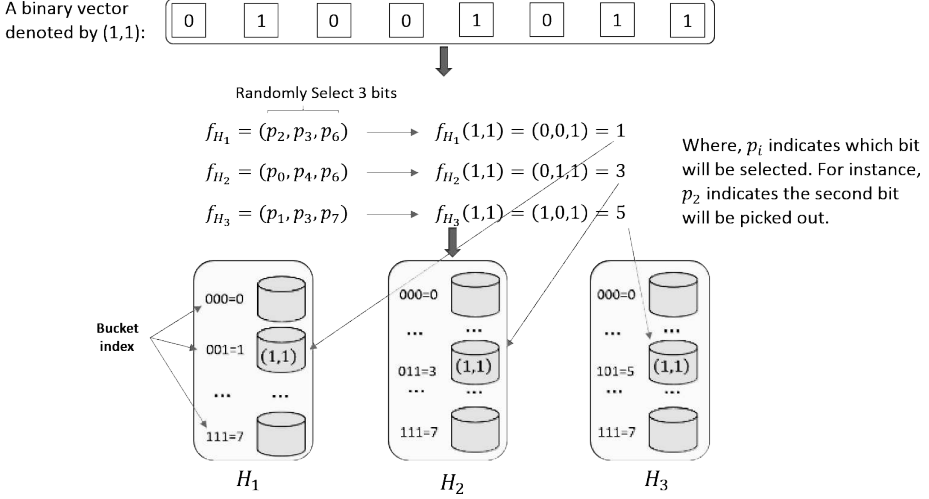 A binary vector
denoted by (1,1):
0 1 0 0 1 0 1 1
Randomly Select 3 bits
f_{H_1} = (p_2, p_3, p_6) f_{H_1}(1,1) = (0,0,1) = 1
f_{H_2} = (p_0, p_4, p_6) f_{H_2}(1,1) = (0,1,1) = 3
f_{H_3} = (p_1, p_3, p_7) f_{H_3}(1,1) = (1,0,1) = 5
Where, p_i indicates which bit
will be selected. For instance,
p_2 indicates the second bit
will be picked out.
Bucket
index
000=0
001=1 (1,1)
... ...
111=7
H_1
000=0
... ...
011=3 (1,1)
... ...
111=7
H_2
000=0
... ...
101=5 (1,1)
... ...
111=7
H_3